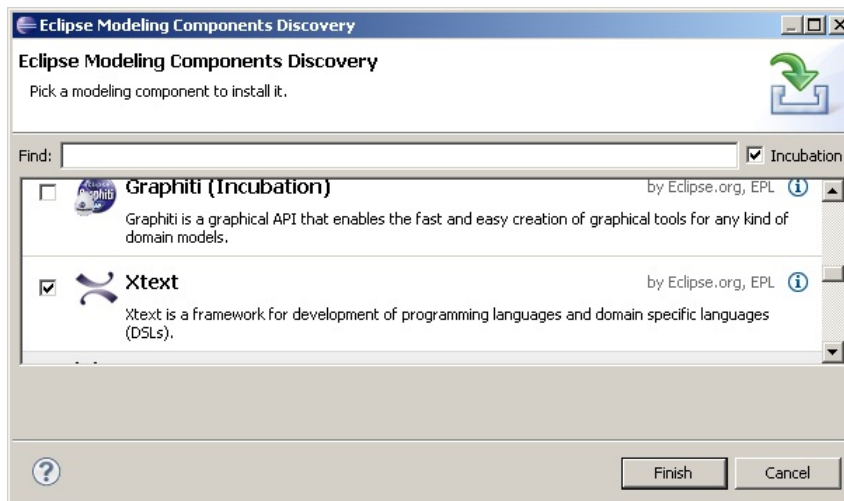 Eclipse Modeling Components Discovery
Eclipse Modeling Components Discovery
Pick a modeling component to install it.
Find:
Incubation
Graphiti (Incubation)
by Eclipse.org, EPL
Graphiti is a graphical API that enables the fast and easy creation of graphical tools for any kind of
domain models.
Xtext
by Eclipse.org, EPL
Xtext is a framework for development of programming languages and domain specific languages
(DSLs).
Finish
Cancel